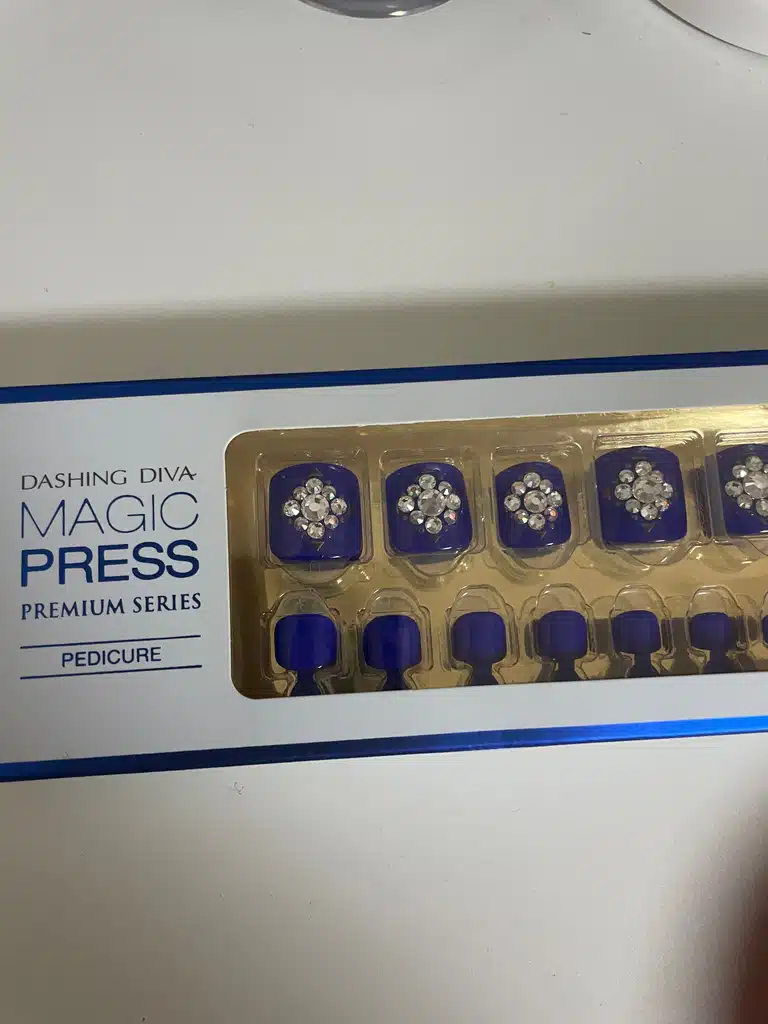 DASHING DIVA
MAGIC
PRESS
PREMIUM SERIES
PEDICURE